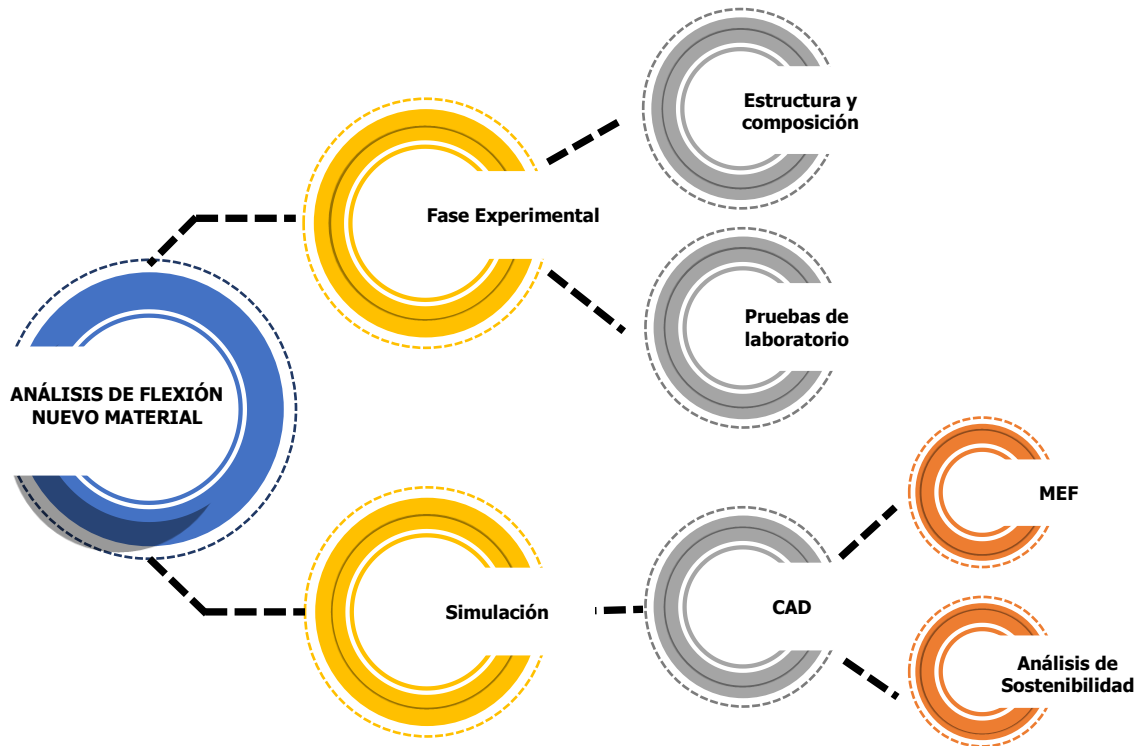 ANÁLISIS DE FLEXIÓN
NUEVO MATERIAL
Fase Experimental
Estructura y
composición
Pruebas de
laboratorio
Simulación
CAD
MEF
Análisis de
Sostenibilidad